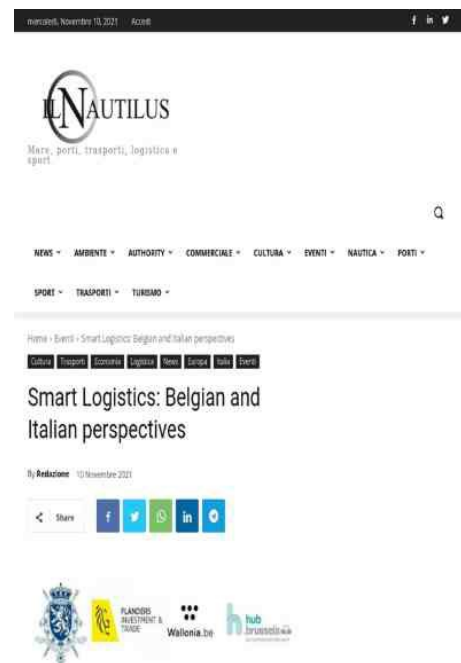 mercoledì, Novembre 10, 2021 Accedi
IL NAUTILUS
Mare, porti, trasporti, logistica e
sport
NEWS AMBIENTE AUTHORITY COMMERCIALE CULTURA EVENTI NAUTICA PORTI
SPORT TRASPORTI TURISMO
Home › Eventi › Smart Logistics: Belgian and Italian perspectives
Cultura Trasporti Economia Logistica News Europa Italia Eventi
Smart Logistics: Belgian and
Italian perspectives
By Redazione 10 Novembre 2021
Share
FLANDERS
INVESTMENT &
TRADE
Wallonia.be
hub
.brussels